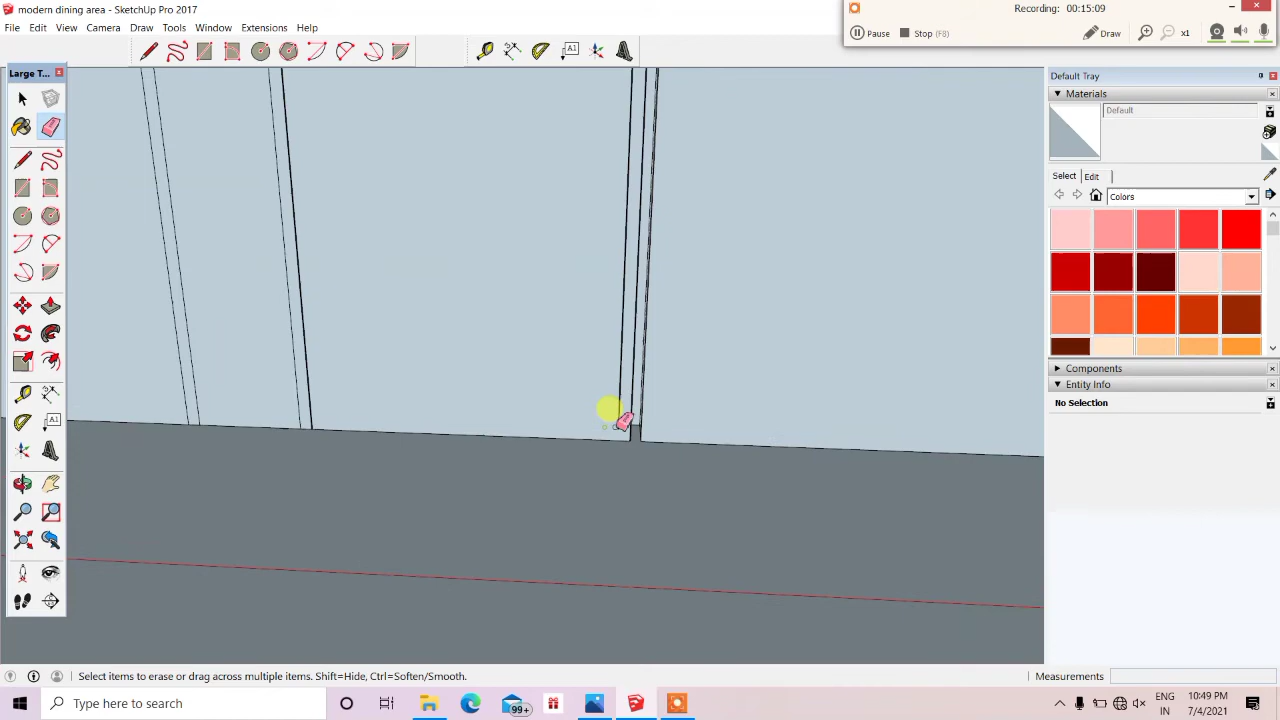 modern dining area - SketchUp Pro 2017
Recording: 00:15:09
File Edit View Camera Draw Tools Window Extensions Help
Pause Stop (F8) Draw x1
A1
Large T...
Default Tray
Materials
Default
Select Edit
Colors
A1
Components
Entity Info
No Selection
Select items to erase or drag across multiple items. Shift=Hide, Ctrl=Soften/Smooth.
Measurements
Type here to search
99+
ENG
IN
10:49 PM
7/4/2021